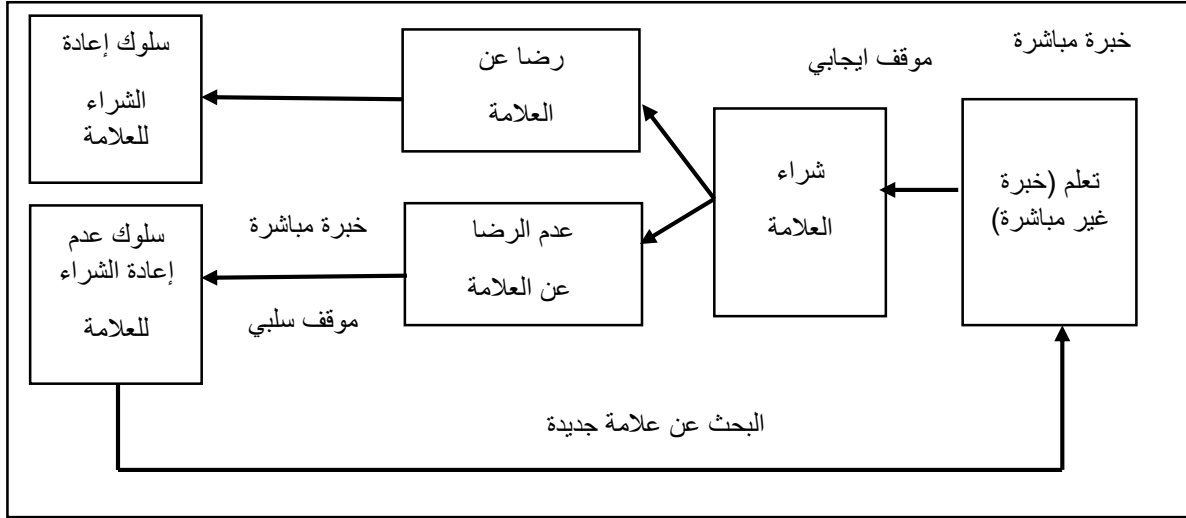 خبرة مباشرة
موقف ايجابي
تعلم (خبرة
غير مباشرة)
شراء
العلامة
رضا عن
العلامة
سلوك إعادة
الشراء
للعلامة
عدم الرضا
عن العلامة
خبرة مباشرة
موقف سلبي
سلوك عدم
إعادة الشراء
للعلامة
البحث عن علامة جديدة